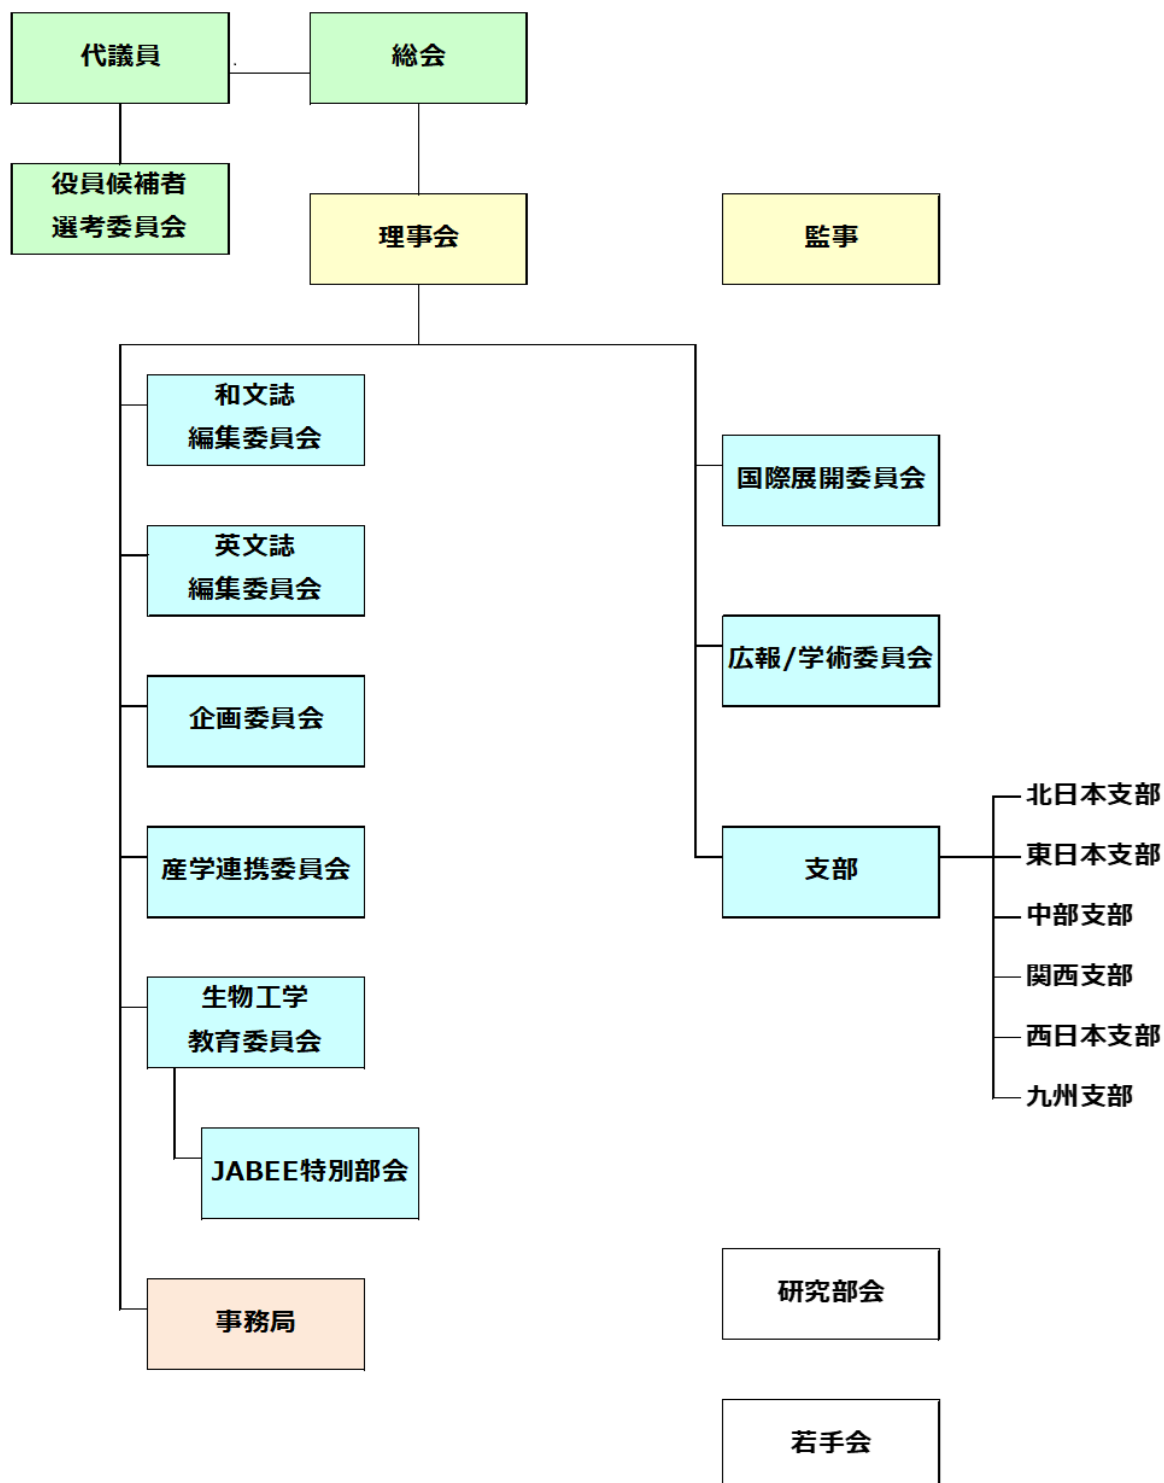 代議員
総会
役員候補者
選考委員会
理事会
監事
和文誌
編集委員会
国際展開委員会
英文誌
編集委員会
広報/学術委員会
企画委員会
産学連携委員会
支部
北日本支部
東日本支部
中部支部
関西支部
西日本支部
九州支部
生物工学
教育委員会
JABEE特別部会
事務局
研究部会
若手会